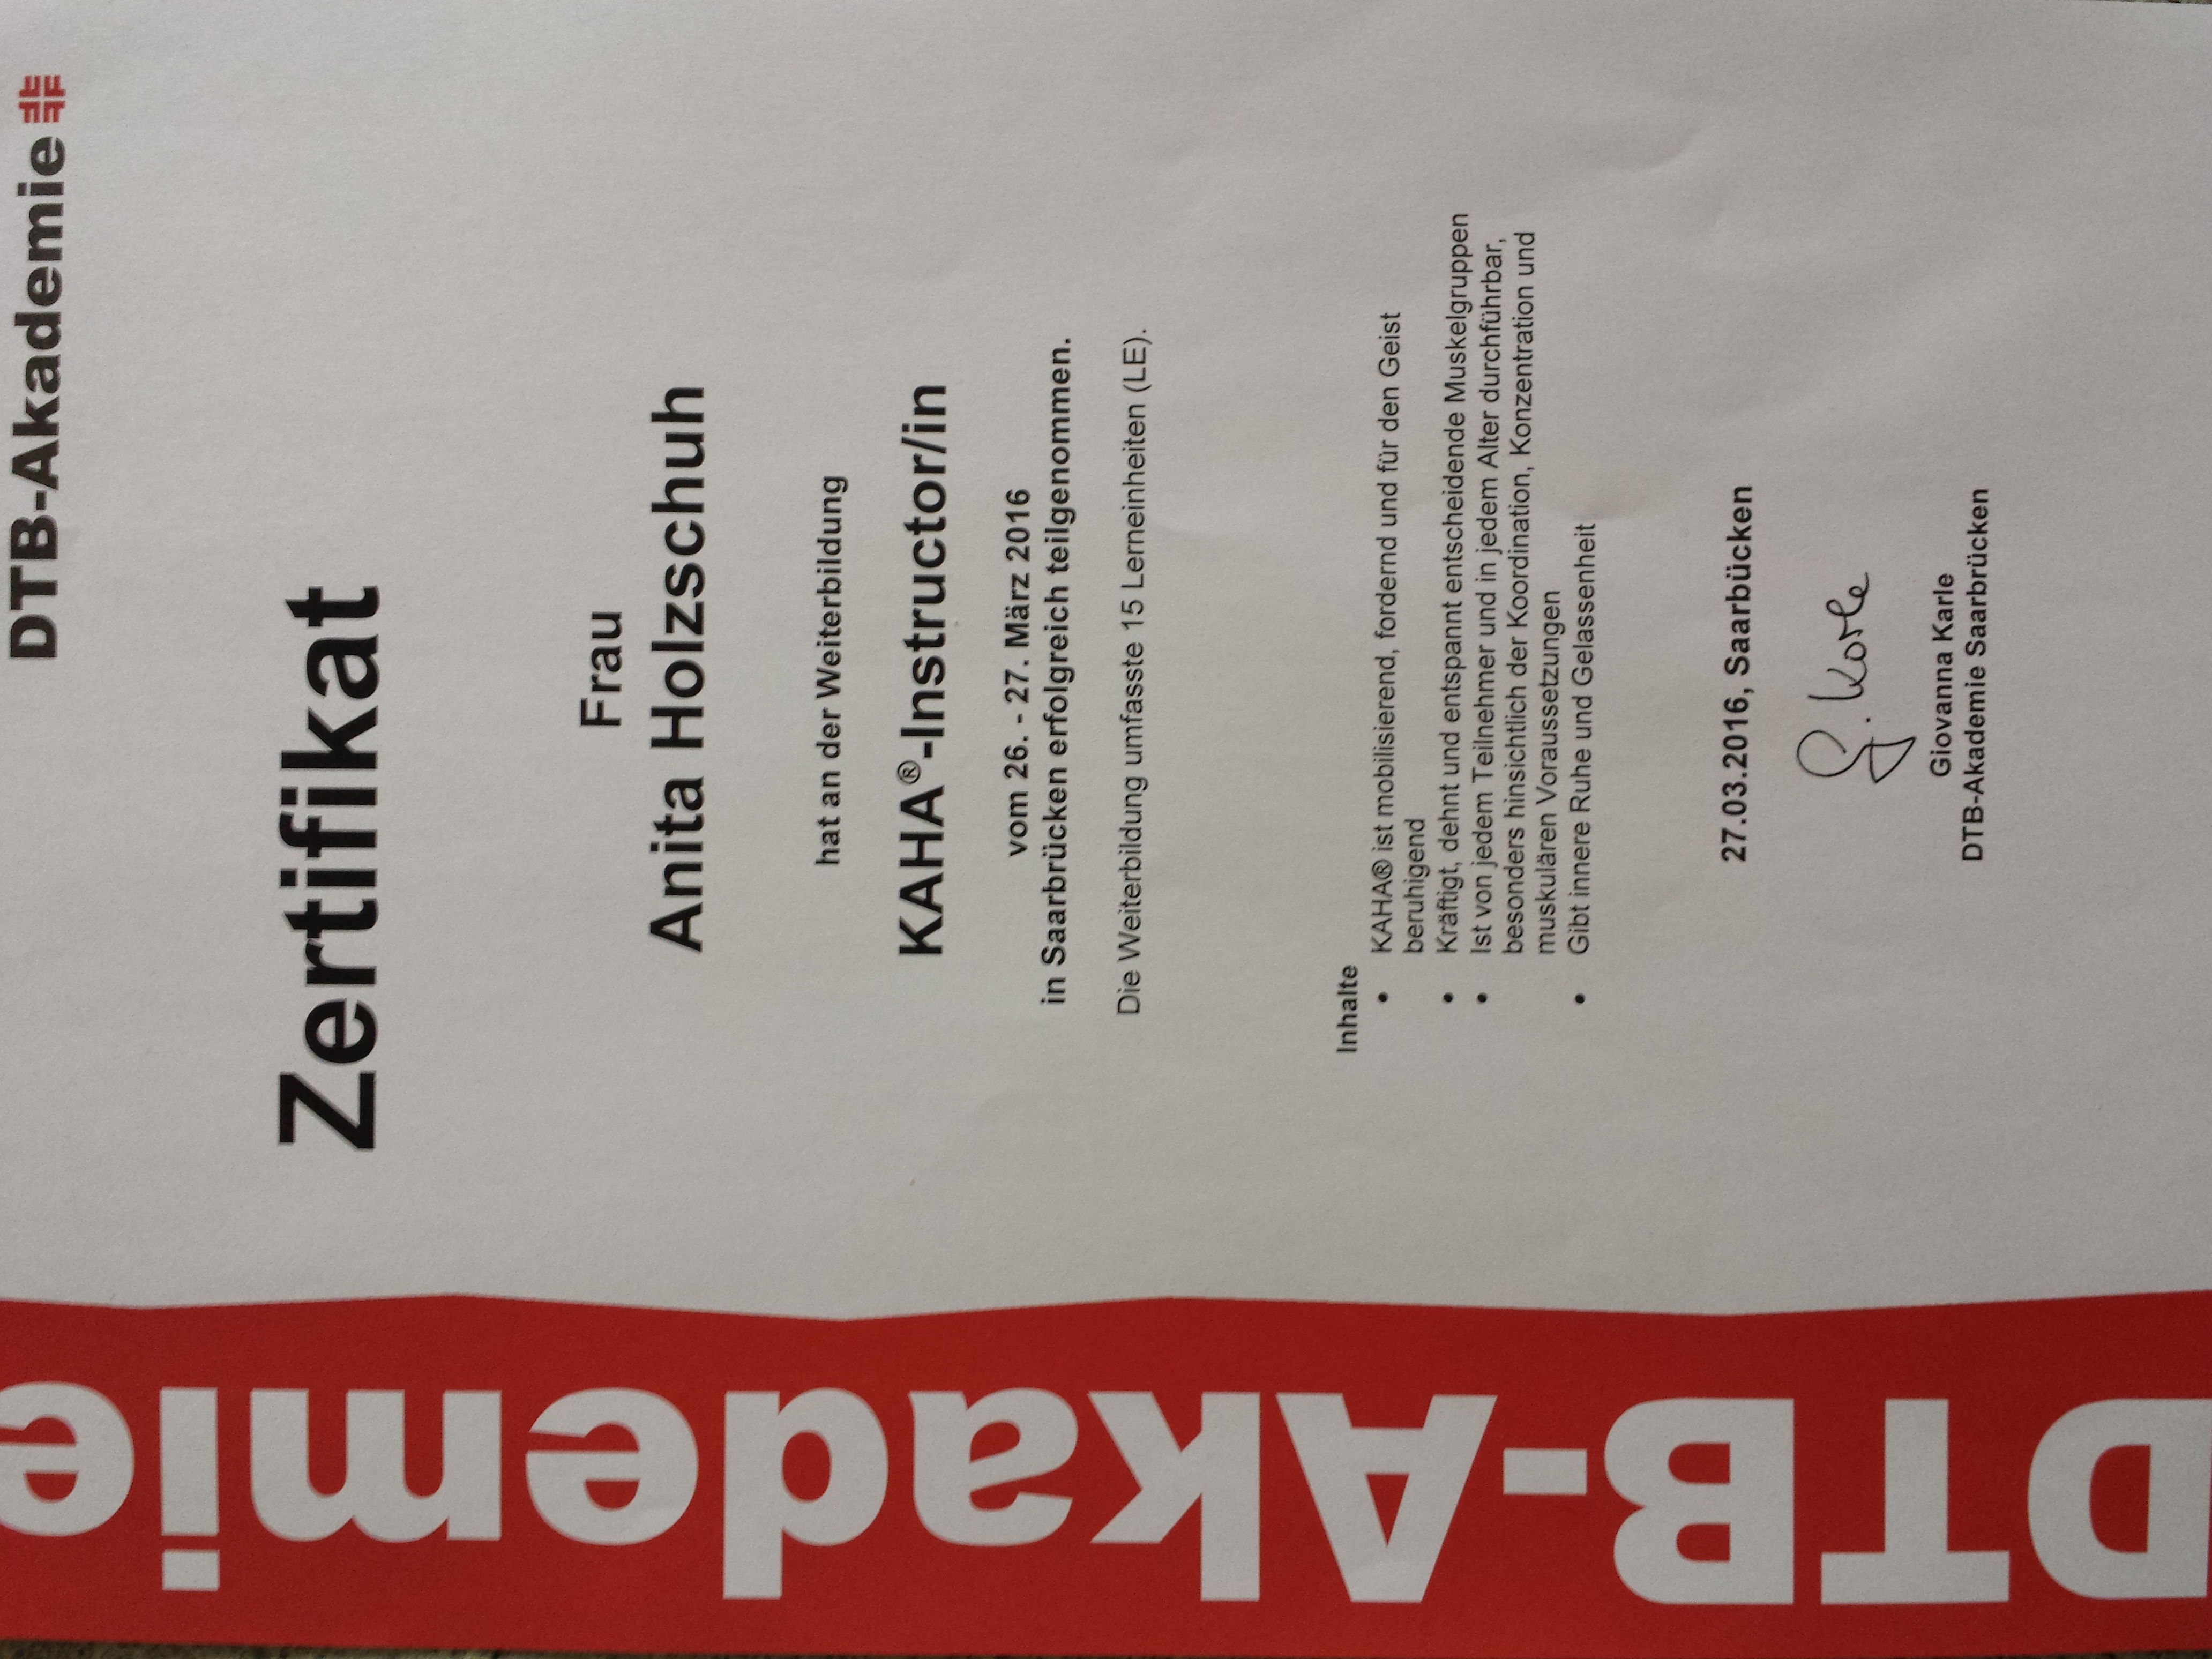 DTB-Akademie
Zertifikat
Frau
Anita Holzschuh
hat an der Weiterbildung
KAHA®-Instructor/in
vom 26. - 27. März 2016
in Saarbrücken erfolgreich teilgenommen.
Die Weiterbildung umfasste 15 Lerneinheiten (LE).
Inhalte
• KAHA® ist mobilisierend, fordernd und für den Geist
beruhigend
• Kräftigt, dehnt und entspannt entscheidende Muskelgruppen
• Ist von jedem Teilnehmer und in jedem Alter durchführbar,
besonders hinsichtlich der Koordination, Konzentration und
muskulären Voraussetzungen
• Gibt innere Ruhe und Gelassenheit
27.03.2016, Saarbücken
G. Karle
Giovanna Karle
DTB-Akademie Saarbrücken
DTB-Akademie